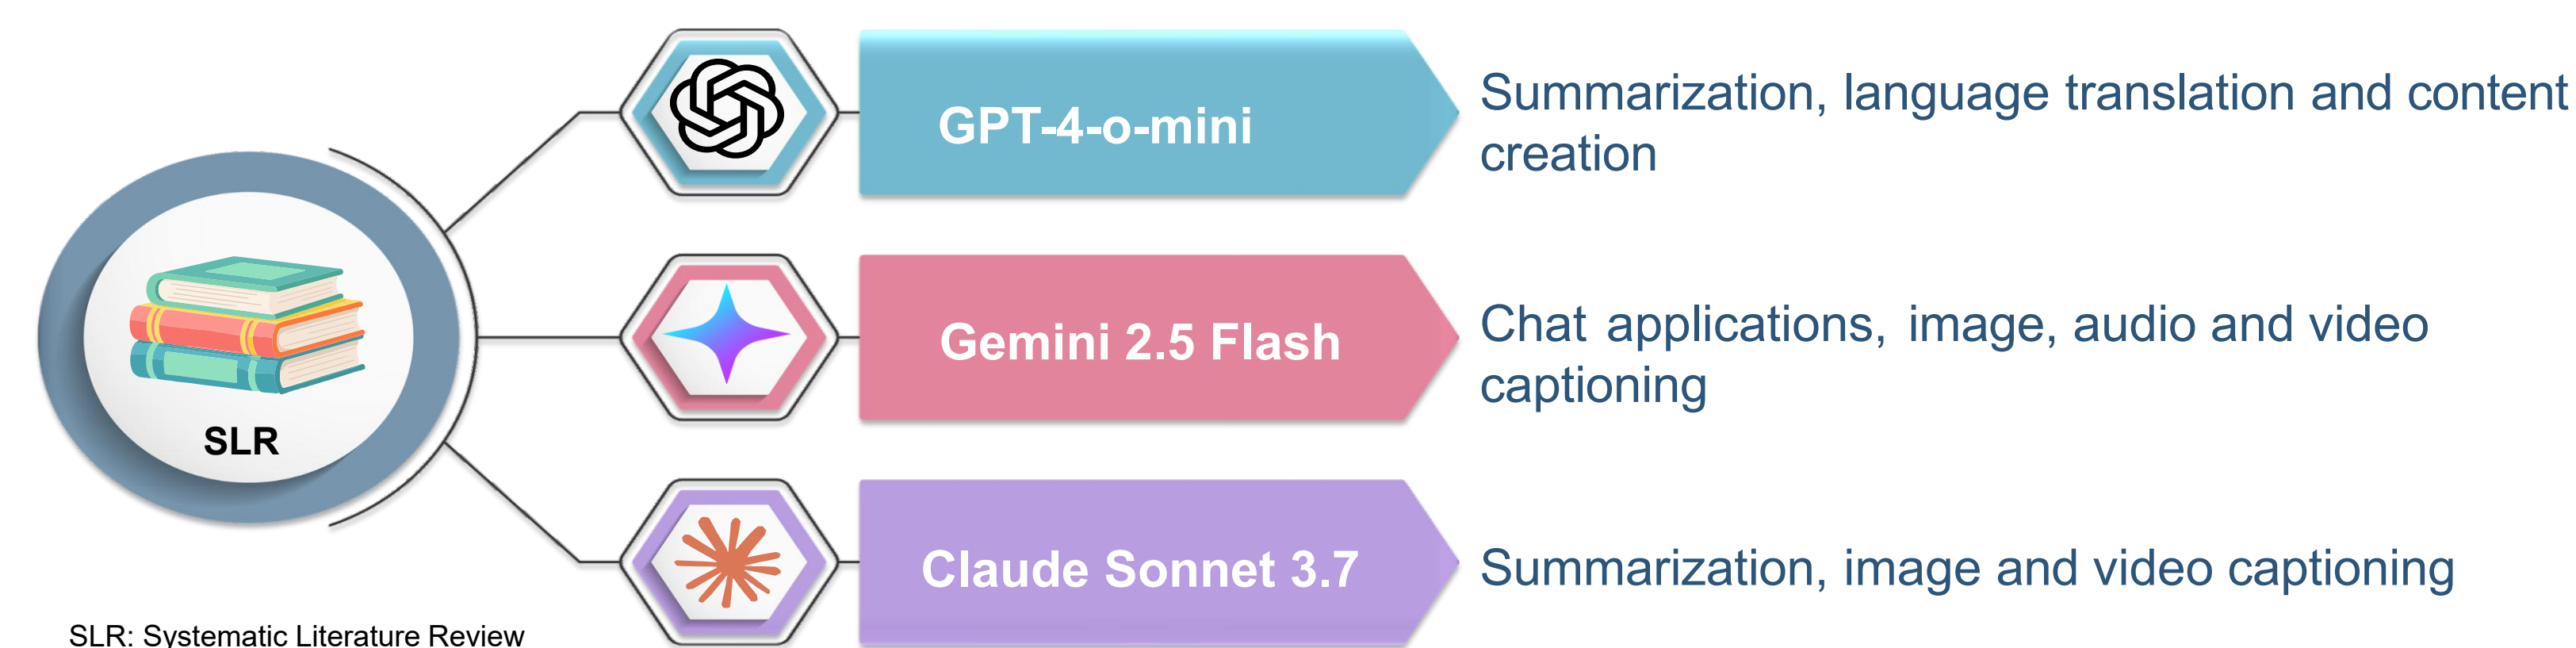 GPT-4-o-mini
Summarization, language translation and content
creation
Gemini 2.5 Flash
Chat applications, image, audio and video
captioning
SLR
Claude Sonnet 3.7
Summarization, image and video captioning
SLR: Systematic Literature Review